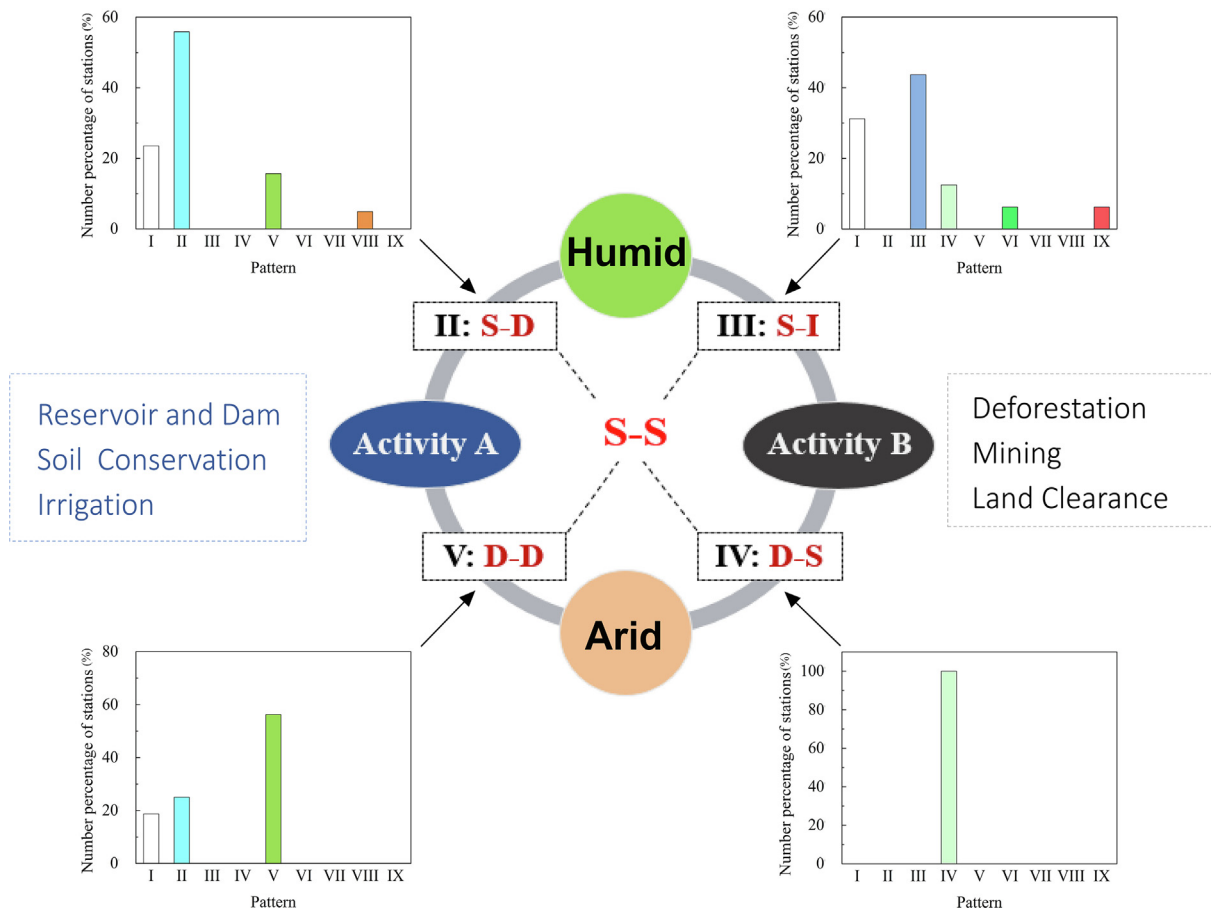 Number percentage of stations (%)
60
40
20
0
I II III IV V VI VII VIII IX
Pattern
Number percentage of stations (%)
60
40
20
0
I II III IV V VI VII VIII IX
Pattern
Humid
II: S-D
III: S-I
Reservoir and Dam
Soil Conservation
Irrigation
Activity A
S-S
Activity B
Deforestation
Mining
Land Clearance
V: D-D
IV: D-S
Arid
Number percentage of stations (%)
80
60
40
20
0
I II III IV V VI VII VIII IX
Pattern
Number percentage of stations (%)
100
80
60
40
20
0
I II III IV V VI VII VIII IX
Pattern